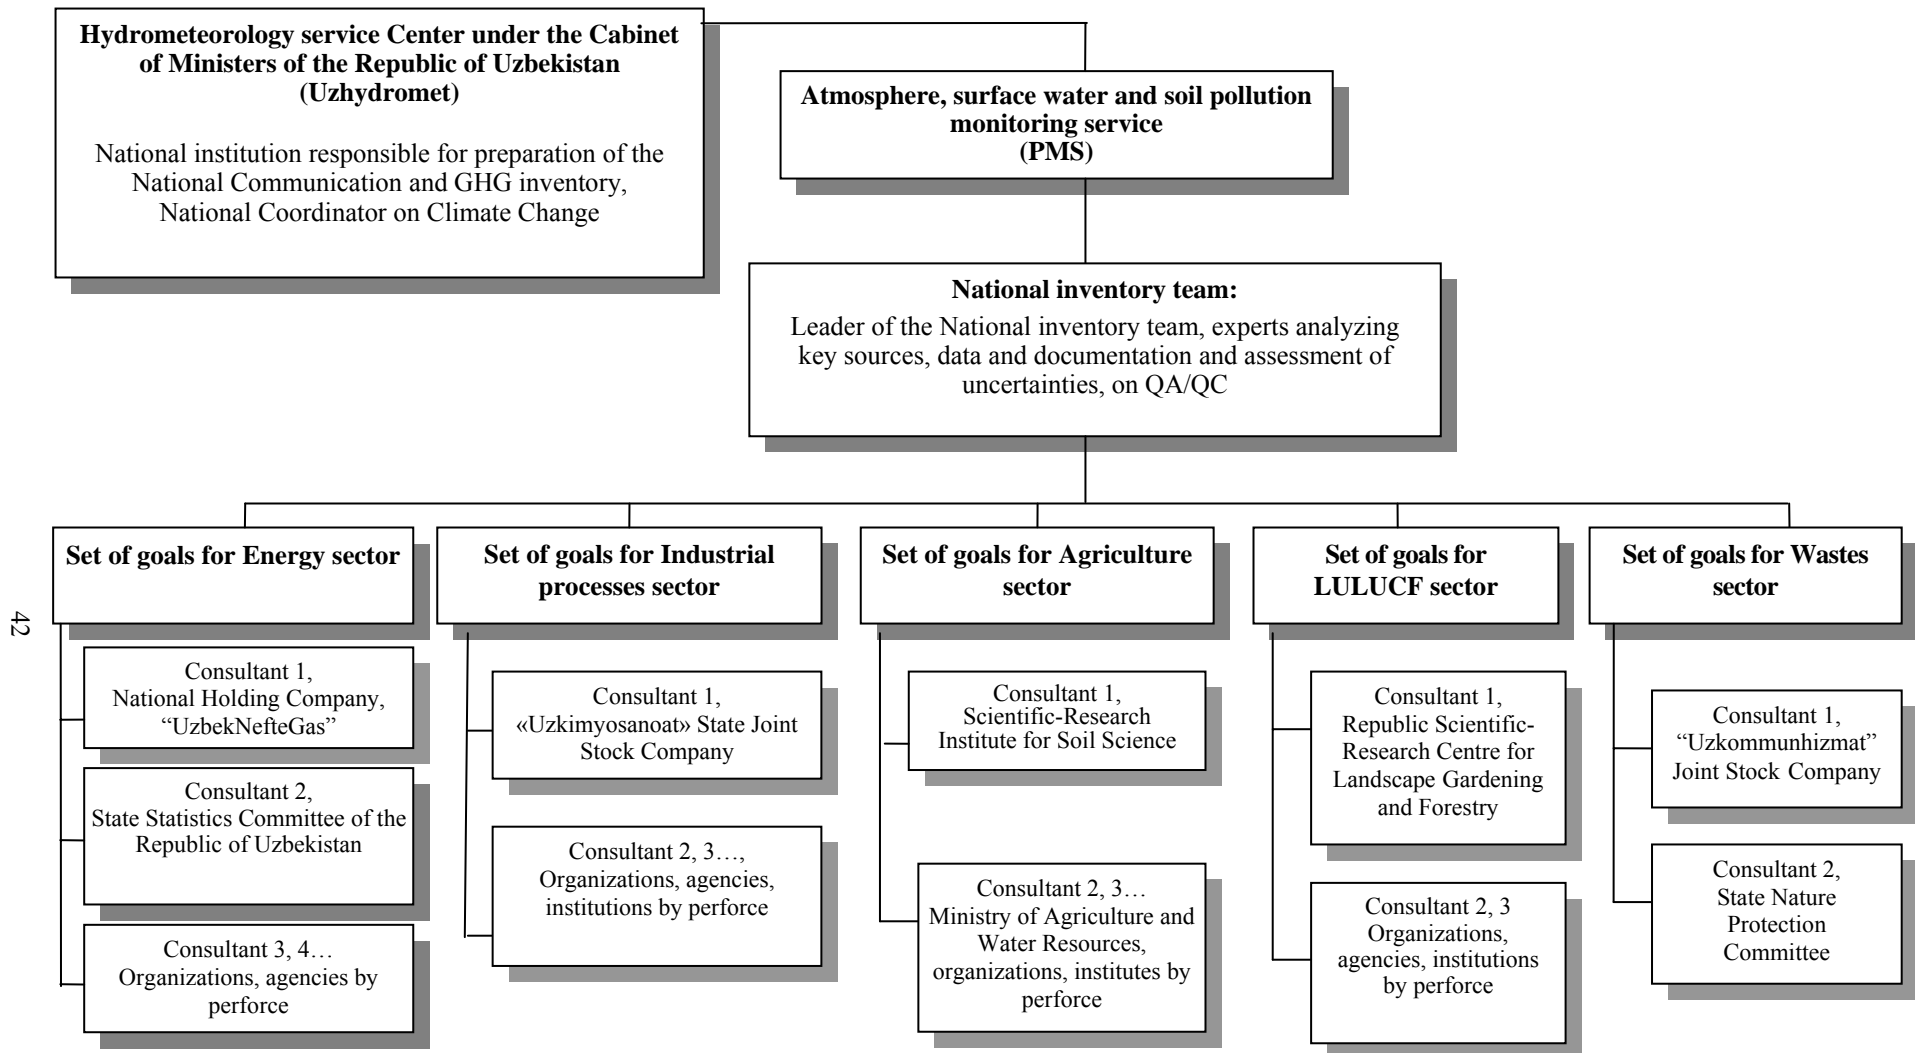 Hydrometeorology service Center under the Cabinet
of Ministers of the Republic of Uzbekistan
(Uzhydromet)
National institution responsible for preparation of the
National Communication and GHG inventory,
National Coordinator on Climate Change
Atmosphere, surface water and soil pollution
monitoring service
(PMS)
National inventory team:
Leader of the National inventory team, experts analyzing
key sources, data and documentation and assessment of
uncertainties, on QA/QC
Set of goals for Energy sector
Consultant 1,
National Holding Company,
“UzbekNefteGas”
Consultant 2,
State Statistics Committee of the
Republic of Uzbekistan
Consultant 3, 4…
Organizations, agencies by
perforce
Set of goals for Industrial
processes sector
Consultant 1,
«Uzkimyosanoat» State Joint
Stock Company
Consultant 2, 3…,
Organizations, agencies,
institutions by perforce
Set of goals for Agriculture
sector
Consultant 1,
Scientific-Research
Institute for Soil Science
Consultant 2, 3…
Ministry of Agriculture and
Water Resources,
organizations, institutes by
perforce
Set of goals for
LULUCF sector
Consultant 1,
Republic Scientific-
Research Centre for
Landscape Gardening
and Forestry
Consultant 2, 3
Organizations,
agencies, institutions
by perforce
Set of goals for Wastes
sector
Consultant 1,
“Uzkommunhizmat”
Joint Stock Company
Consultant 2,
State Nature
Protection
Committee
42